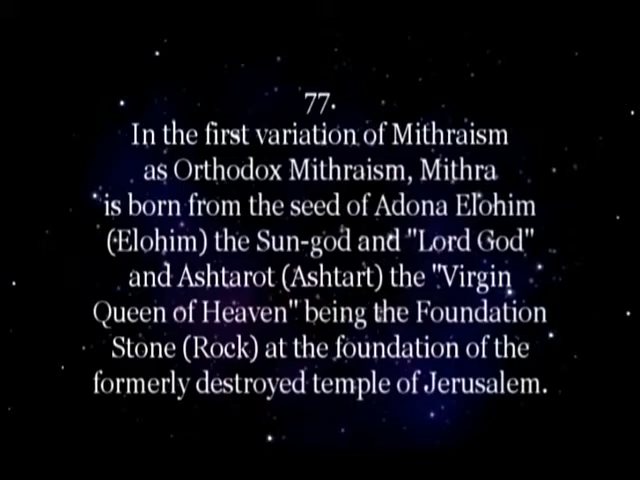 77.
In the first variation of Mithraism
as Orthodox Mithraism, Mithra
is born from the seed of Adona Elohim
(Elohim) the Sun-god and "Lord God"
and Ashtarot (Ashtart) the "Virgin
Queen of Heaven" being the Foundation
Stone (Rock) at the foundation of the
formerly destroyed temple of Jerusalem.